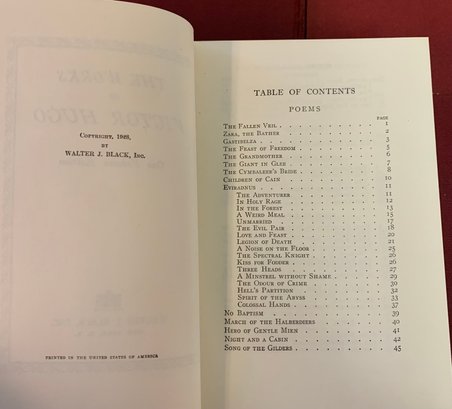 THE WORKS
VICTOR HUGO
COPYRIGHT, 1928,
BY
WALTER J. BLACK, INC.
PRINTED IN THE UNITED STATES OF AMERICA
TABLE OF CONTENTS
POEMS
PAGE
THE FALLEN VEIL 1
ZARA, THE BATHER 2
GASTIBELZA 3
THE FEAST OF FREEDOM 5
THE GRANDMOTHER 6
THE GIANT IN GLEE 7
THE CYMBALEER'S BRIDE 8
CHILDREN OF CAIN 10
EVIRADNUS 11
THE ADVENTURER 11
IN HOLY RAGE 12
IN THE FOREST 13
A WEIRD MEAL 15
UNMARRIED 17
THE EVIL PAIR 18
LOVE AND FEAST 20
LEGION OF DEATH 21
A NOISE ON THE FLOOR 25
THE SPECTRAL KNIGHT 26
KISS FOR FODDER 26
THREE HEADS 27
A MINSTREL WITHOUT SHAME 29
THE ODOUR OF CRIME 30
HELL'S PARTITION 32
SPIRIT OF THE ABYSS 33
COLOSSAL HANDS 37
NO BAPTISM 39
MARCH OF THE HALBERDIERS 40
HERO OF GENTLE MIEN 41
NIGHT AND A CABIN 42
SONG OF THE GILDERS 45